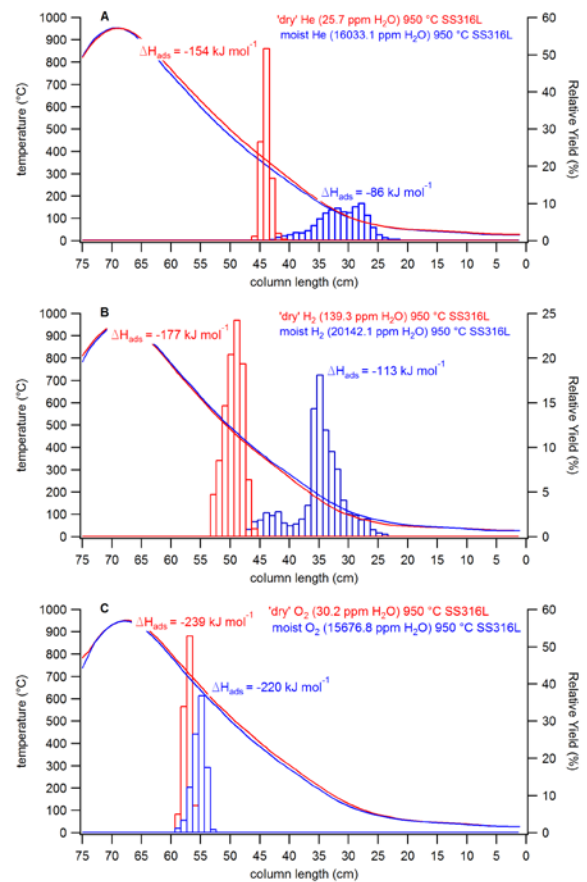 A
'dry' He (25.7 ppm H₂O) 950 °C SS316L
moist He (16033.1 ppm H₂O) 950 °C SS316L
ΔHads = -154 kJ mol⁻¹
ΔHads = -86 kJ mol⁻¹
temperature (°C)
1000
900
800
700
600
500
400
300
200
100
0
Relative Yield (%)
60
50
40
30
20
10
0
75 70 65 60 55 50 45 40 35 30 25 20 15 10 5 0
column length (cm)
B
'dry' H₂ (139.3 ppm H₂O) 950 °C SS316L
moist H₂ (20142.1 ppm H₂O) 950 °C SS316L
ΔHads = -177 kJ mol⁻¹
ΔHads = -113 kJ mol⁻¹
temperature (°C)
1000
900
800
700
600
500
400
300
200
100
0
Relative Yield (%)
25
20
15
10
5
0
75 70 65 60 55 50 45 40 35 30 25 20 15 10 5 0
column length (cm)
C
'dry' O₂ (30.2 ppm H₂O) 950 °C SS316L
moist O₂ (15676.8 ppm H₂O) 950 °C SS316L
ΔHads = -239 kJ mol⁻¹
ΔHads = -220 kJ mol⁻¹
temperature (°C)
1000
900
800
700
600
500
400
300
200
100
0
Relative Yield (%)
60
50
40
30
20
10
0
75 70 65 60 55 50 45 40 35 30 25 20 15 10 5 0
column length (cm)